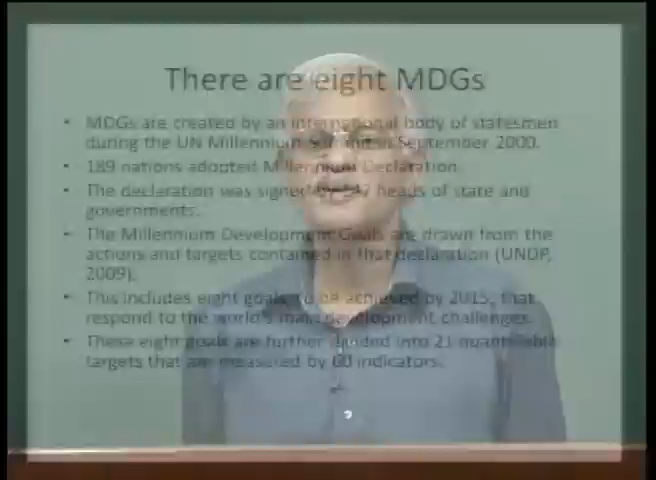 There are eight MDGs
• MDGs are created by an international body of statesmen
during the UN Millennium Summit in September 2000.
• 189 nations adopted Millennium Declaration.
• The declaration was signed by 147 heads of state and
governments.
• The Millennium Development Goals are drawn from the
actions and targets contained in that declaration (UNDP,
2009).
• This includes eight goals to be achieved by 2015, that
respond to the world's main development challenges.
• These eight goals are further divided into 21 quantifiable
targets that are measured by 60 indicators.